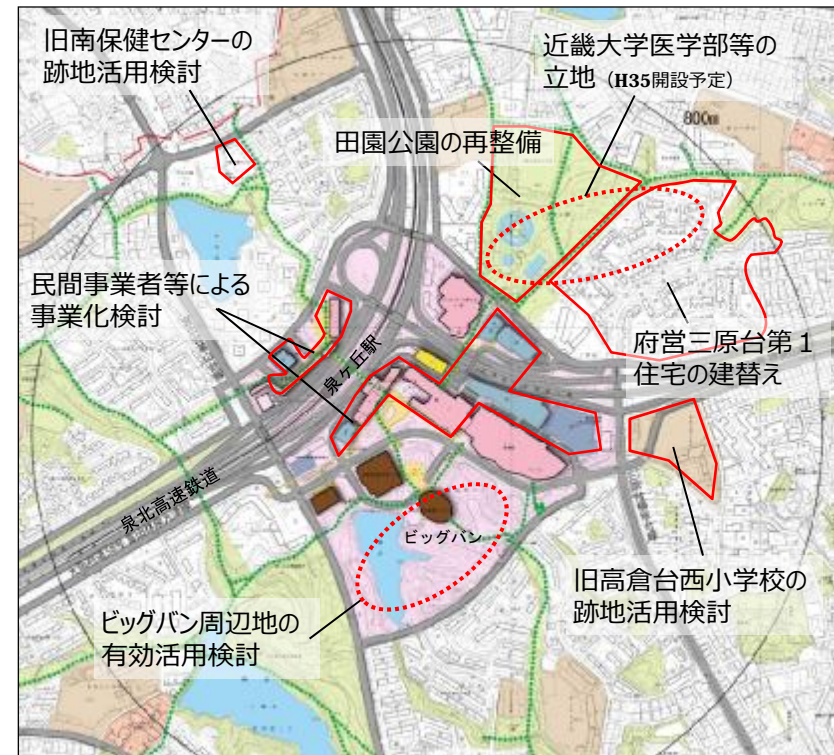 旧南保健センターの
跡地活用検討
近畿大学医学部等の
立地（H35開設予定）
800m
田園公園の再整備
民間事業者等による
事業化検討
泉ヶ丘駅
府営三原台第１
住宅の建替え
泉北高速鉄道
ビッグバン
旧高倉台西小学校の
跡地活用検討
ビッグバン周辺地の
有効活用検討